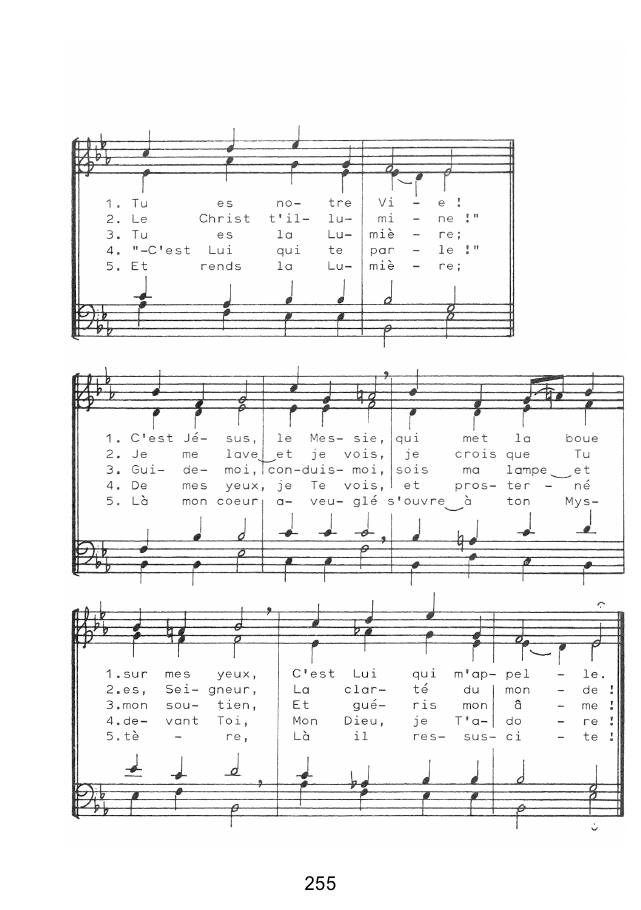 1. Tu es no- tre Vi - e !
2. Le Christ t'il- lu- mi - ne !"
3. Tu es la Lu- miè - re;
4. "-C'est Lui qui te par - le !"
5. Et rends la Lu- miè - re;
1. C'est Jé- sus, le Mes- sie, qui met la boue
2. Je me lave et je vois, je crois que Tu
3. Gui- de- moi, con-duis- moi, sois ma lampe et
4. De mes yeux, je Te vois, et pros- ter - né
5. Là mon coeur a- veu- glé s'ouvre à ton Mys-
1.sur mes yeux, C'est Lui qui m'ap- pel - le.
2.es, Sei- gneur, La clar- té du mon - de !
3.mon sou- tien, Et gué- ris mon â - me !
4.de- vant Toi, Mon Dieu, je T'a- do - re !
5.tè - re, Là il res- sus- ci - te !
255